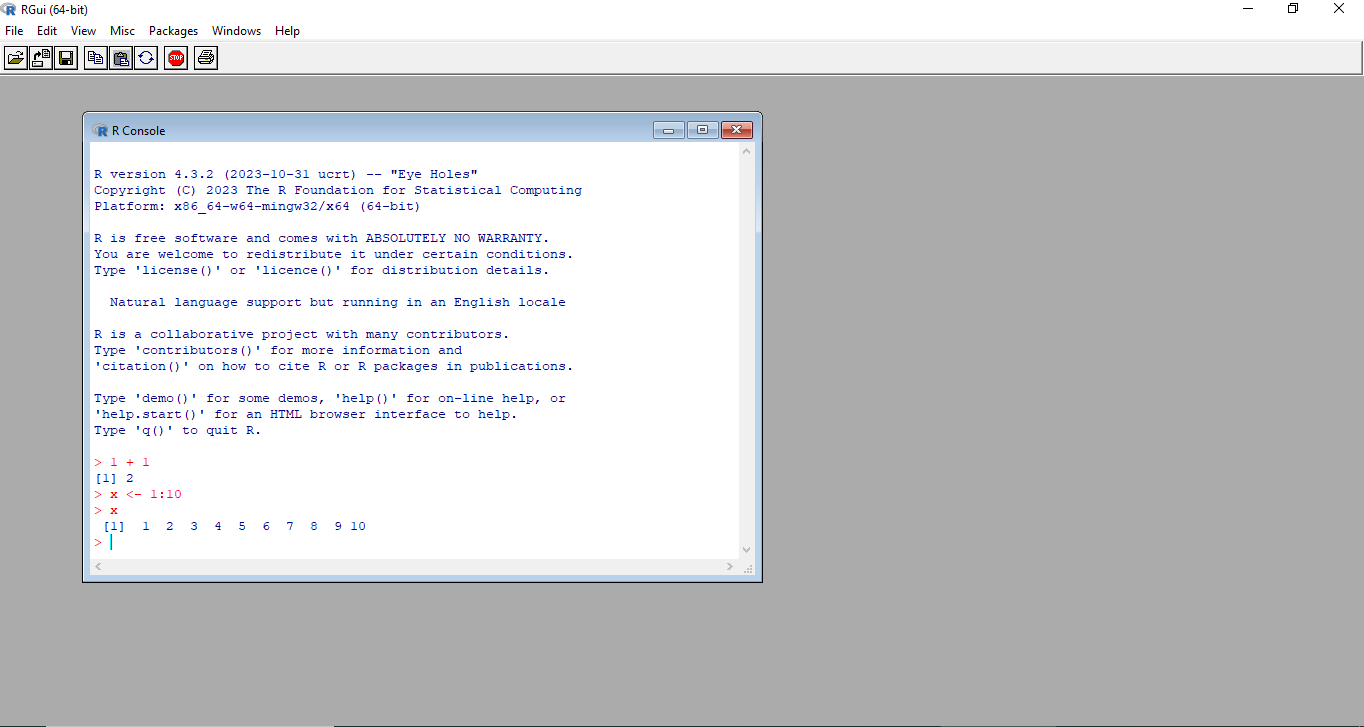 RGui (64-bit)
File Edit View Misc Packages Windows Help
STOP
R Console
R version 4.3.2 (2023-10-31 ucrt) -- "Eye Holes"
Copyright (C) 2023 The R Foundation for Statistical Computing
Platform: x86_64-w64-mingw32/x64 (64-bit)
R is free software and comes with ABSOLUTELY NO WARRANTY.
You are welcome to redistribute it under certain conditions.
Type 'license()' or 'licence()' for distribution details.
Natural language support but running in an English locale
R is a collaborative project with many contributors.
Type 'contributors()' for more information and
'citation()' on how to cite R or R packages in publications.
Type 'demo()' for some demos, 'help()' for on-line help, or
'help.start()' for an HTML browser interface to help.
Type 'q()' to quit R.
> 1 + 1
[1] 2
> x <- 1:10
> x
[1] 1 2 3 4 5 6 7 8 9 10
>